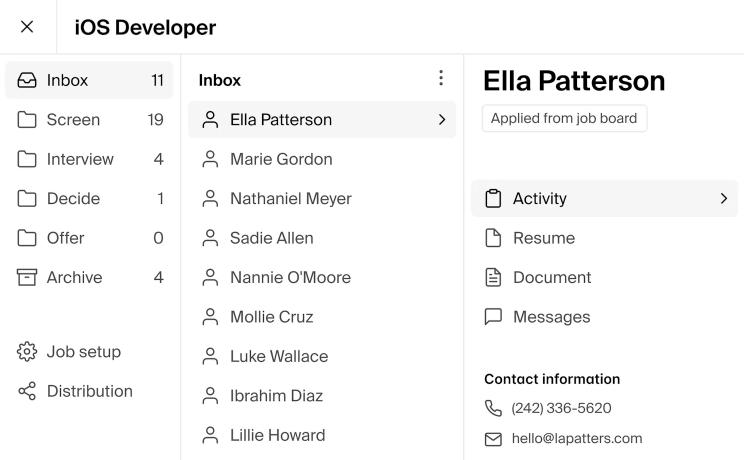 iOS Developer
Inbox 11
Screen 19
Interview 4
Decide 1
Offer 0
Archive 4
Job setup
Distribution
Inbox
Ella Patterson
Marie Gordon
Nathaniel Meyer
Sadie Allen
Nannie O'Moore
Mollie Cruz
Luke Wallace
Ibrahim Diaz
Lillie Howard
Ella Patterson
Applied from job board
Activity
Resume
Document
Messages
Contact information
(242) 336-5620
hello@lapatters.com